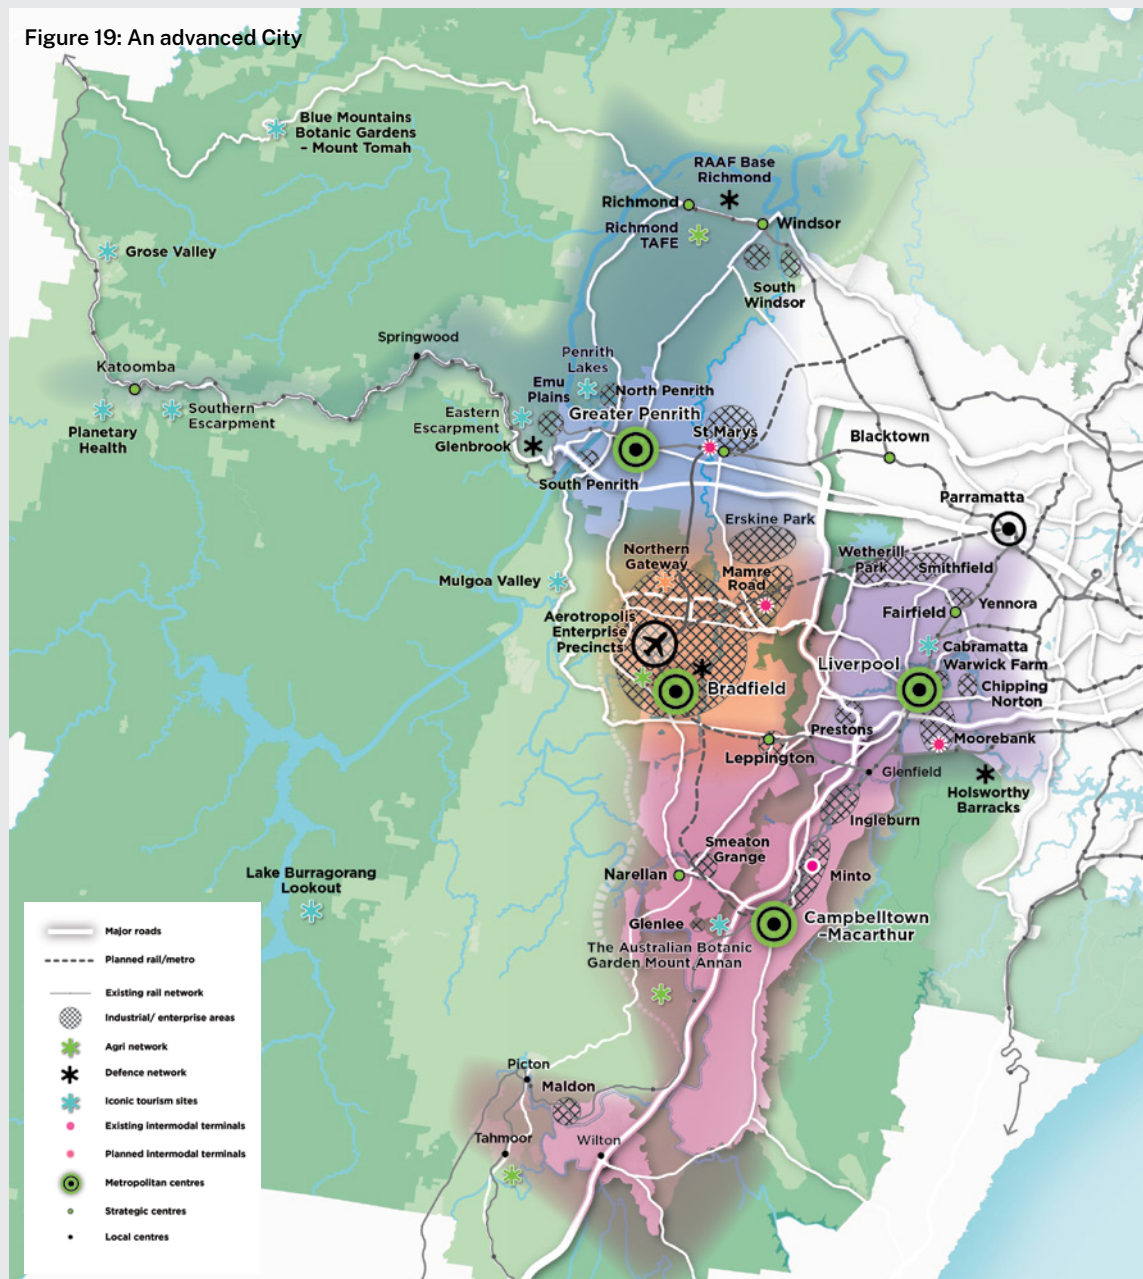 Figure 19: An advanced City
Blue Mountains
Botanic Gardens
– Mount Tomah
RAAF Base
Richmond
Richmond
Windsor
Richmond
TAFE
Grose Valley
South
Windsor
Springwood
Katoomba
Penrith
Lakes
Emu
Plains
North Penrith
Southern
Escarpment
Planetary
Health
Eastern
Escarpment
Greater Penrith
St Marys
Glenbrook
Blacktown
South Penrith
Parramatta
Erskine Park
Northern
Gateway
Mamre
Road
Wetherill
Park
Smithfield
Mulgoa Valley
Yennora
Fairfield
Aerotropolis
Enterprise
Precincts
Cabramatta
Liverpool
Warwick Farm
Bradfield
Chipping
Norton
Prestons
Moorebank
Leppington
Glenfield
Holsworthy
Barracks
Ingleburn
Smeaton
Grange
Narellan
Minto
Lake Burragorang
Lookout
Glenlee
Campbelltown
–Macarthur
The Australian Botanic
Garden Mount Annan
Picton
Maldon
Tahmoor
Wilton
Major roads
Planned rail/metro
Existing rail network
Industrial/ enterprise areas
Agri network
Defence network
Iconic tourism sites
Existing intermodal terminals
Planned intermodal terminals
Metropolitan centres
Strategic centres
Local centres